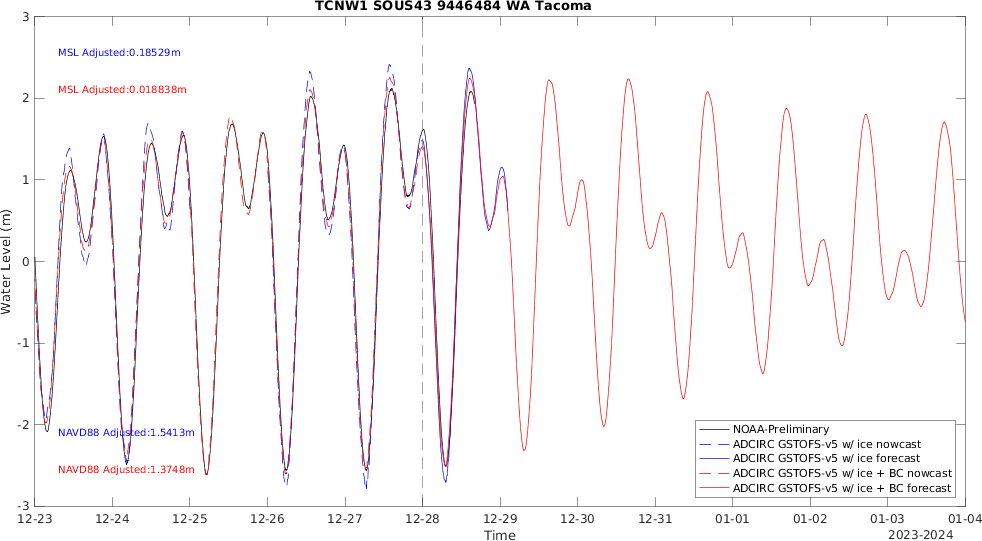 TCNW1 SOUS43 9446484 WA Tacoma
MSL Adjusted:0.18529m
MSL Adjusted:0.018838m
NAVD88 Adjusted:1.5413m
NAVD88 Adjusted:1.3748m
Water Level (m)
3
2
1
0
-1
-2
-3
NOAA-Preliminary
ADCIRC GSTOFS-v5 w/ ice nowcast
ADCIRC GSTOFS-v5 w/ ice forecast
ADCIRC GSTOFS-v5 w/ ice + BC nowcast
ADCIRC GSTOFS-v5 w/ ice + BC forecast
12-23 12-24 12-25 12-26 12-27 12-28 12-29 12-30 12-31 01-01 01-02 01-03 01-04
Time
2023-2024